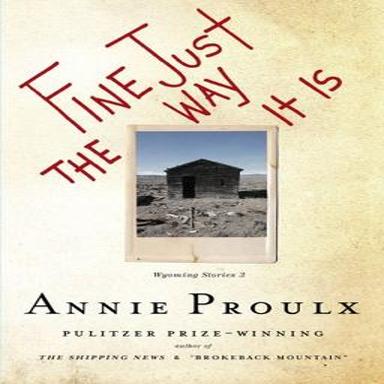 FINE JUST
THE WAY
IT IS
Wyoming Stories 3
ANNIE PROULX
PULITZER PRIZE-WINNING
author of
THE SHIPPING NEWS & "BROKEBACK MOUNTAIN"